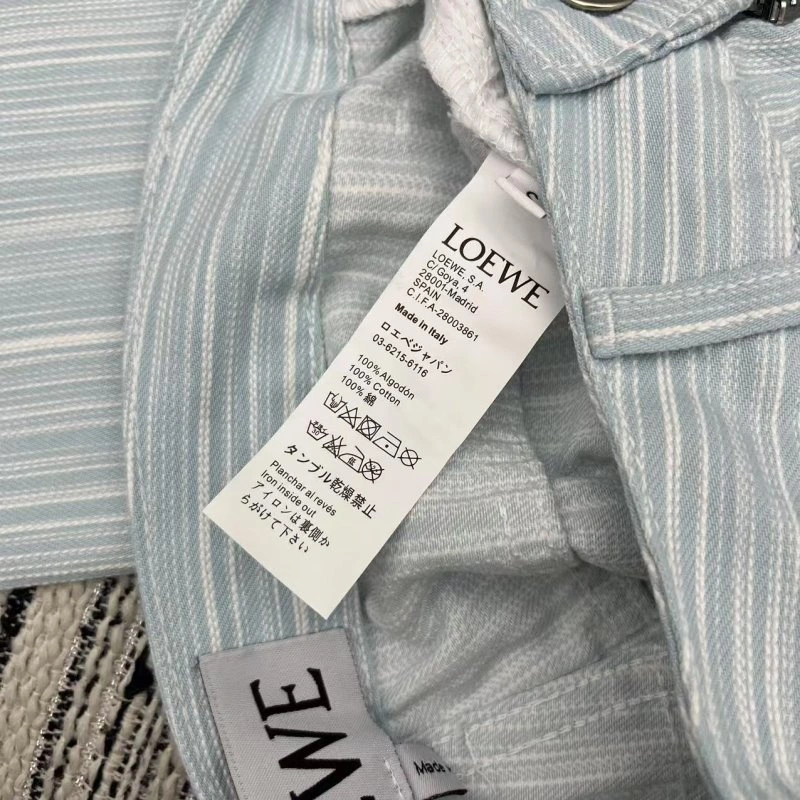 LOEWE
LOEWE, S.A.
C/Goya, 4
28001-Madrid
SPAIN
C.I.F.A-28003861
Made in Italy
ロエベジャパン
03-6215-6116
100% Algodón
100% Cotton
100% 綿
タンブル乾燥禁止
Planchar al revés
Iron inside out
アイロンは裏側か
らがけて下さい
WE
Made